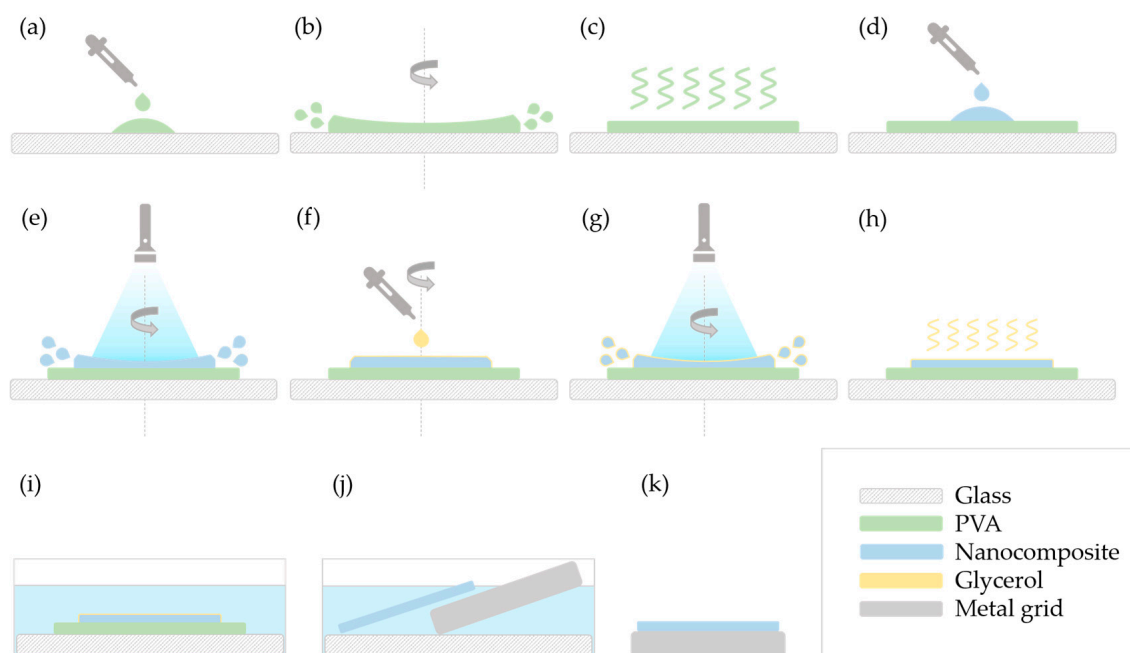 (a)
(b)
(c)
(d)
(e)
(f)
(g)
(h)
(i)
(j)
(k)
Glass
PVA
Nanocomposite
Glycerol
Metal grid